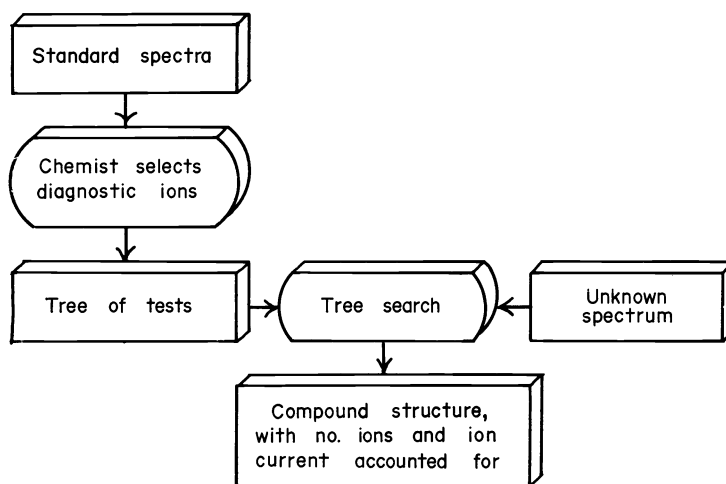 Standard spectra
Chemist selects
diagnostic ions
Tree of tests
Tree search
Unknown
spectrum
Compound structure,
with no. ions and ion
current accounted for